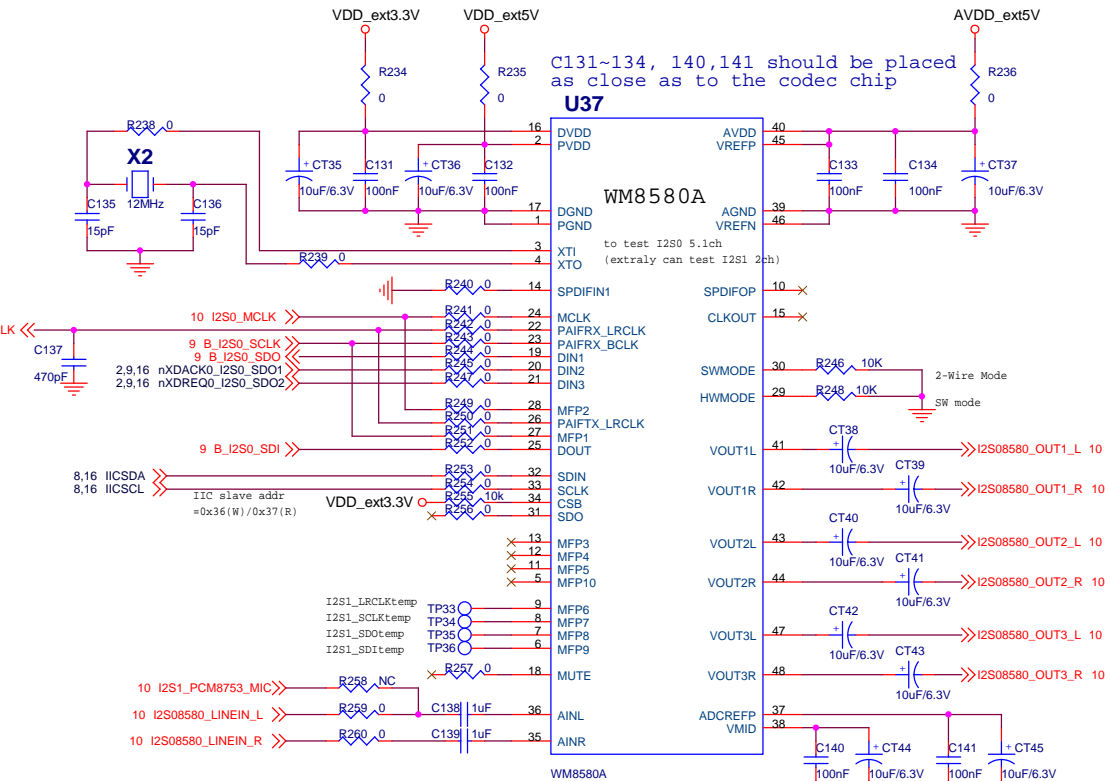 VDD_ext3.3V
VDD_ext5V
AVDD_ext5V
R234
0
R235
0
R236
0
C131~134, 140,141 should be placed
as close as to the codec chip
U37
R238 0
X2
12MHz
C135
15pF
C136
15pF
+ CT35
10uF/6.3V
C131
100nF
+ CT36
10uF/6.3V
C132
100nF
C133
100nF
C134
100nF
+ CT37
10uF/6.3V
WM8580A
to test I2S0 5.1ch
(extraly can test I2S1 2ch)
16 DVDD
2 PVDD
17 DGND
1 PGND
R239 0
3 XTI
4 XTO
AVDD 40
VREFP 45
AGND 39
VREFN 46
R240 0 14 SPDIFIN1
SPDIFOP 10
CLKOUT 15
LK
C137
470pF
10 I2S0_MCLK R241 0 24 MCLK
R242 0 22 PAIFRX_LRCLK
9 B_I2S0_SCLK R243 0 23 PAIFRX_BCLK
9 B_I2S0_SDO R244 0 19 DIN1
2,9,16 nXDACK0_I2S0_SDO1 R245 0 20 DIN2
2,9,16 nXDREQ0_I2S0_SDO2 R247 0 21 DIN3
R249 0 28 MFP2
R250 0 26 PAIFTX_LRCLK
R251 0 27 MFP1
9 B_I2S0_SDI R252 0 25 DOUT
SWMODE 30 R246 10K
2-Wire Mode
HWMODE 29 R248 10K
SW mode
8,16 IICSDA R253 0 32 SDIN
8,16 IICSCL R254 0 33 SCLK
IIC slave addr
=0x36(W)/0x37(R)
VDD_ext3.3V R255 10k 34 CSB
R256 0 31 SDO
13 MFP3
12 MFP4
11 MFP5
5 MFP10
I2S1_LRCLKtemp TP33 9 MFP6
I2S1_SCLKtemp TP34 8 MFP7
I2S1_SDOtemp TP35 7 MFP8
I2S1_SDItemp TP36 6 MFP9
R257 0 18 MUTE
10 I2S1_PCM8753_MIC R258 NC
10 I2S08580_LINEIN_L R259 0 C138 1uF 36 AINL
10 I2S08580_LINEIN_R R260 0 C139 1uF 35 AINR
VOUT1L 41 CT38 + 10uF/6.3V I2S08580_OUT1_L 10
VOUT1R 42 CT39 + 10uF/6.3V I2S08580_OUT1_R 10
VOUT2L 43 CT40 + 10uF/6.3V I2S08580_OUT2_L 10
VOUT2R 44 CT41 + 10uF/6.3V I2S08580_OUT2_R 10
VOUT3L 47 CT42 + 10uF/6.3V I2S08580_OUT3_L 10
VOUT3R 48 CT43 + 10uF/6.3V I2S08580_OUT3_R 10
ADCREFP 37
VMID 38
C140
100nF
+ CT44
10uF/6.3V
C141
100nF
+ CT45
10uF/6.3V
WM8580A